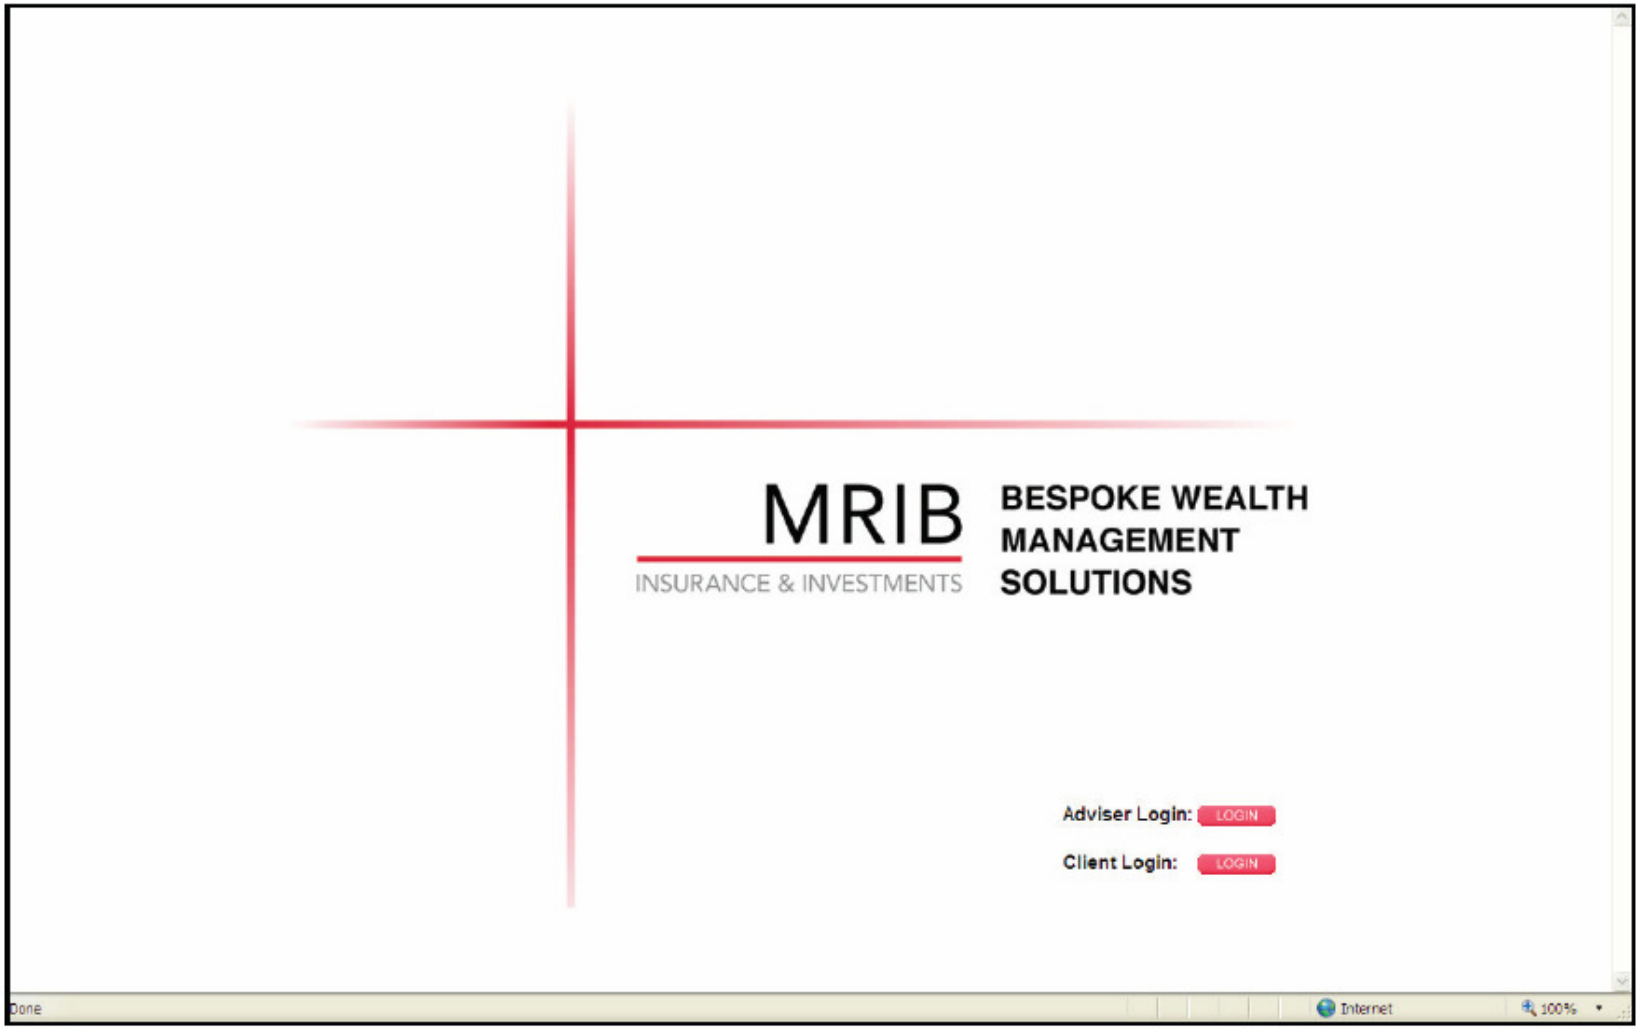 MRIB
INSURANCE & INVESTMENTS
BESPOKE WEALTH
MANAGEMENT
SOLUTIONS
Adviser Login: LOGIN
Client Login: LOGIN
Done
Internet
100%